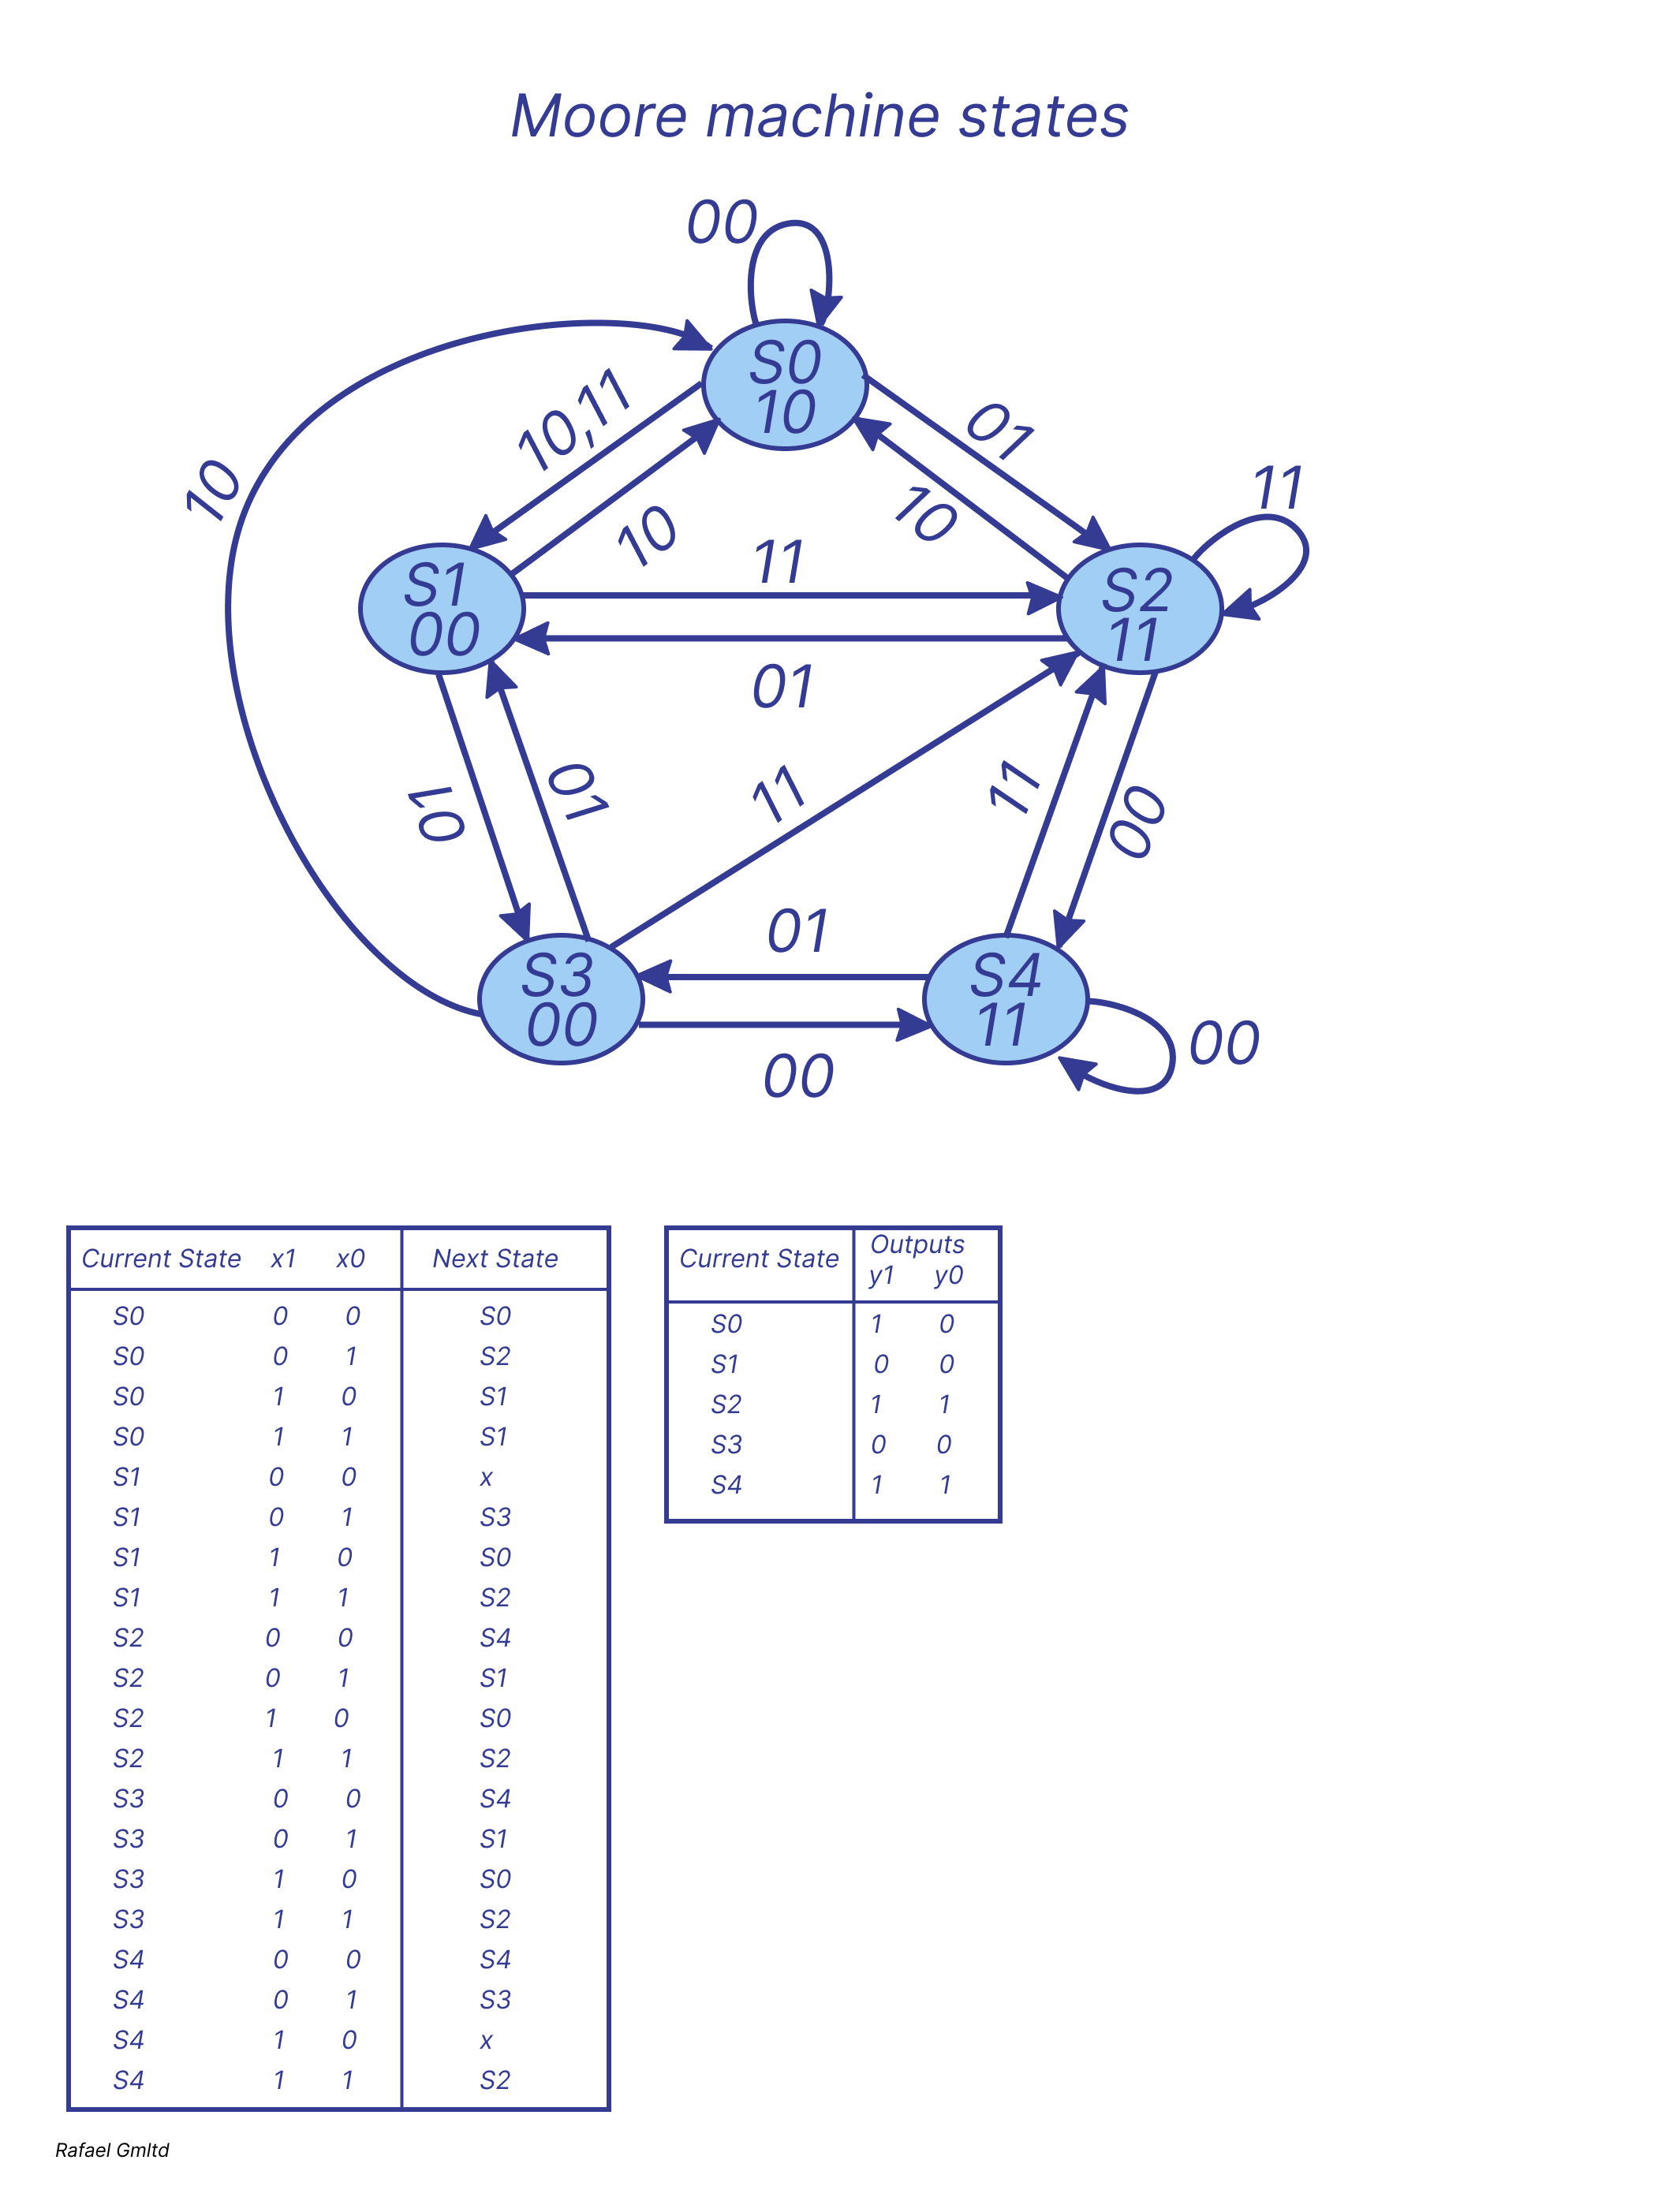 Moore machine states
00
S0
10
10,11
01
10
10
10
11
S1
00
11
S2
11
01
01
01
11
11
00
S3
00
01
S4
11
00
00
Current State x1 x0 Next State
S0 0 0 S0
S0 0 1 S2
S0 1 0 S1
S0 1 1 S1
S1 0 0 x
S1 0 1 S3
S1 1 0 S0
S1 1 1 S2
S2 0 0 S4
S2 0 1 S1
S2 1 0 S0
S2 1 1 S2
S3 0 0 S4
S3 0 1 S1
S3 1 0 S0
S3 1 1 S2
S4 0 0 S4
S4 0 1 S3
S4 1 0 x
S4 1 1 S2
Current State Outputs
y1 y0
S0 1 0
S1 0 0
S2 1 1
S3 0 0
S4 1 1
Rafael Gmltd